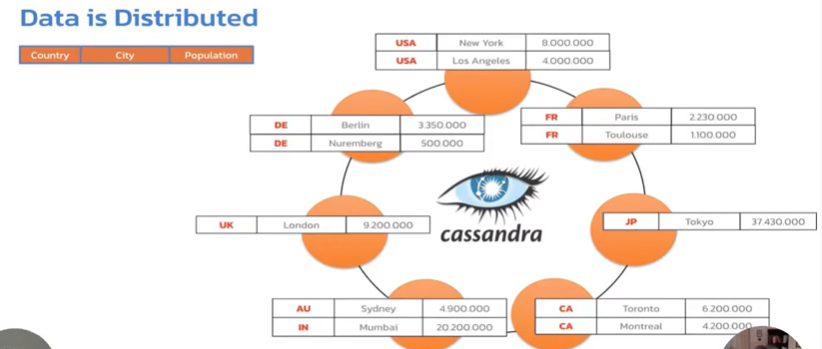 Data is Distributed
Country City Population
USA New York 8.000.000
USA Los Angeles 4.000.000
DE Berlin 3.350.000
DE Nuremberg 500.000
FR Paris 2.230.000
FR Toulouse 1.100.000
UK London 9.200.000
JP Tokyo 37.430.000
cassandra
AU Sydney 4.900.000
IN Mumbai 20.200.000
CA Toronto 6.200.000
CA Montreal 4.200.000